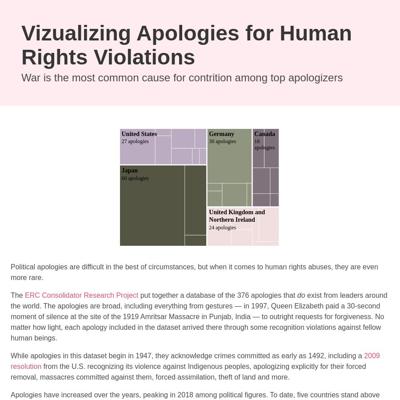 Vizualizing Apologies for Human
Rights Violations
War is the most common cause for contrition among top apologizers
United States
27 apologies
Germany
38 apologies
Canada
18
apologies
Japan
60 apologies
United Kingdom and
Northern Ireland
24 apologies
Political apologies are difficult in the best of circumstances, but when it comes to human rights abuses, they are even
more rare.
The ERC Consolidator Research Project put together a database of the 376 apologies that do exist from leaders around
the world. The apologies are broad, including everything from gestures — in 1997, Queen Elizabeth paid a 30-second
moment of silence at the site of the 1919 Amritsar Massacre in Punjab, India — to outright requests for forgiveness. No
matter how light, each apology included in the dataset arrived there through some recognition violations against fellow
human beings.
While apologies in this dataset begin in 1947, they acknowledge crimes committed as early as 1492, including a 2009
resolution from the U.S. recognizing its violence against Indigenous peoples, apologizing explicitly for their forced
removal, massacres committed against them, forced assimilation, theft of land and more.
Apologies have increased over the years, peaking in 2018 among political figures. To date, five countries stand above